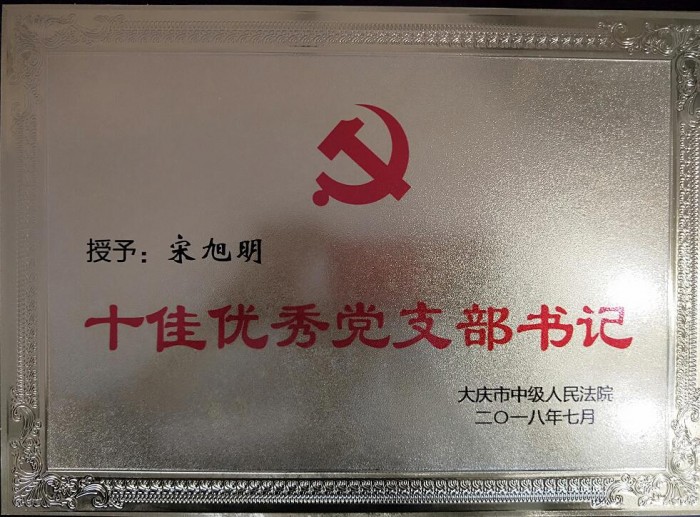 授予：宋旭明
十佳优秀党支部书记
大庆市中级人民法院
二〇一八年七月